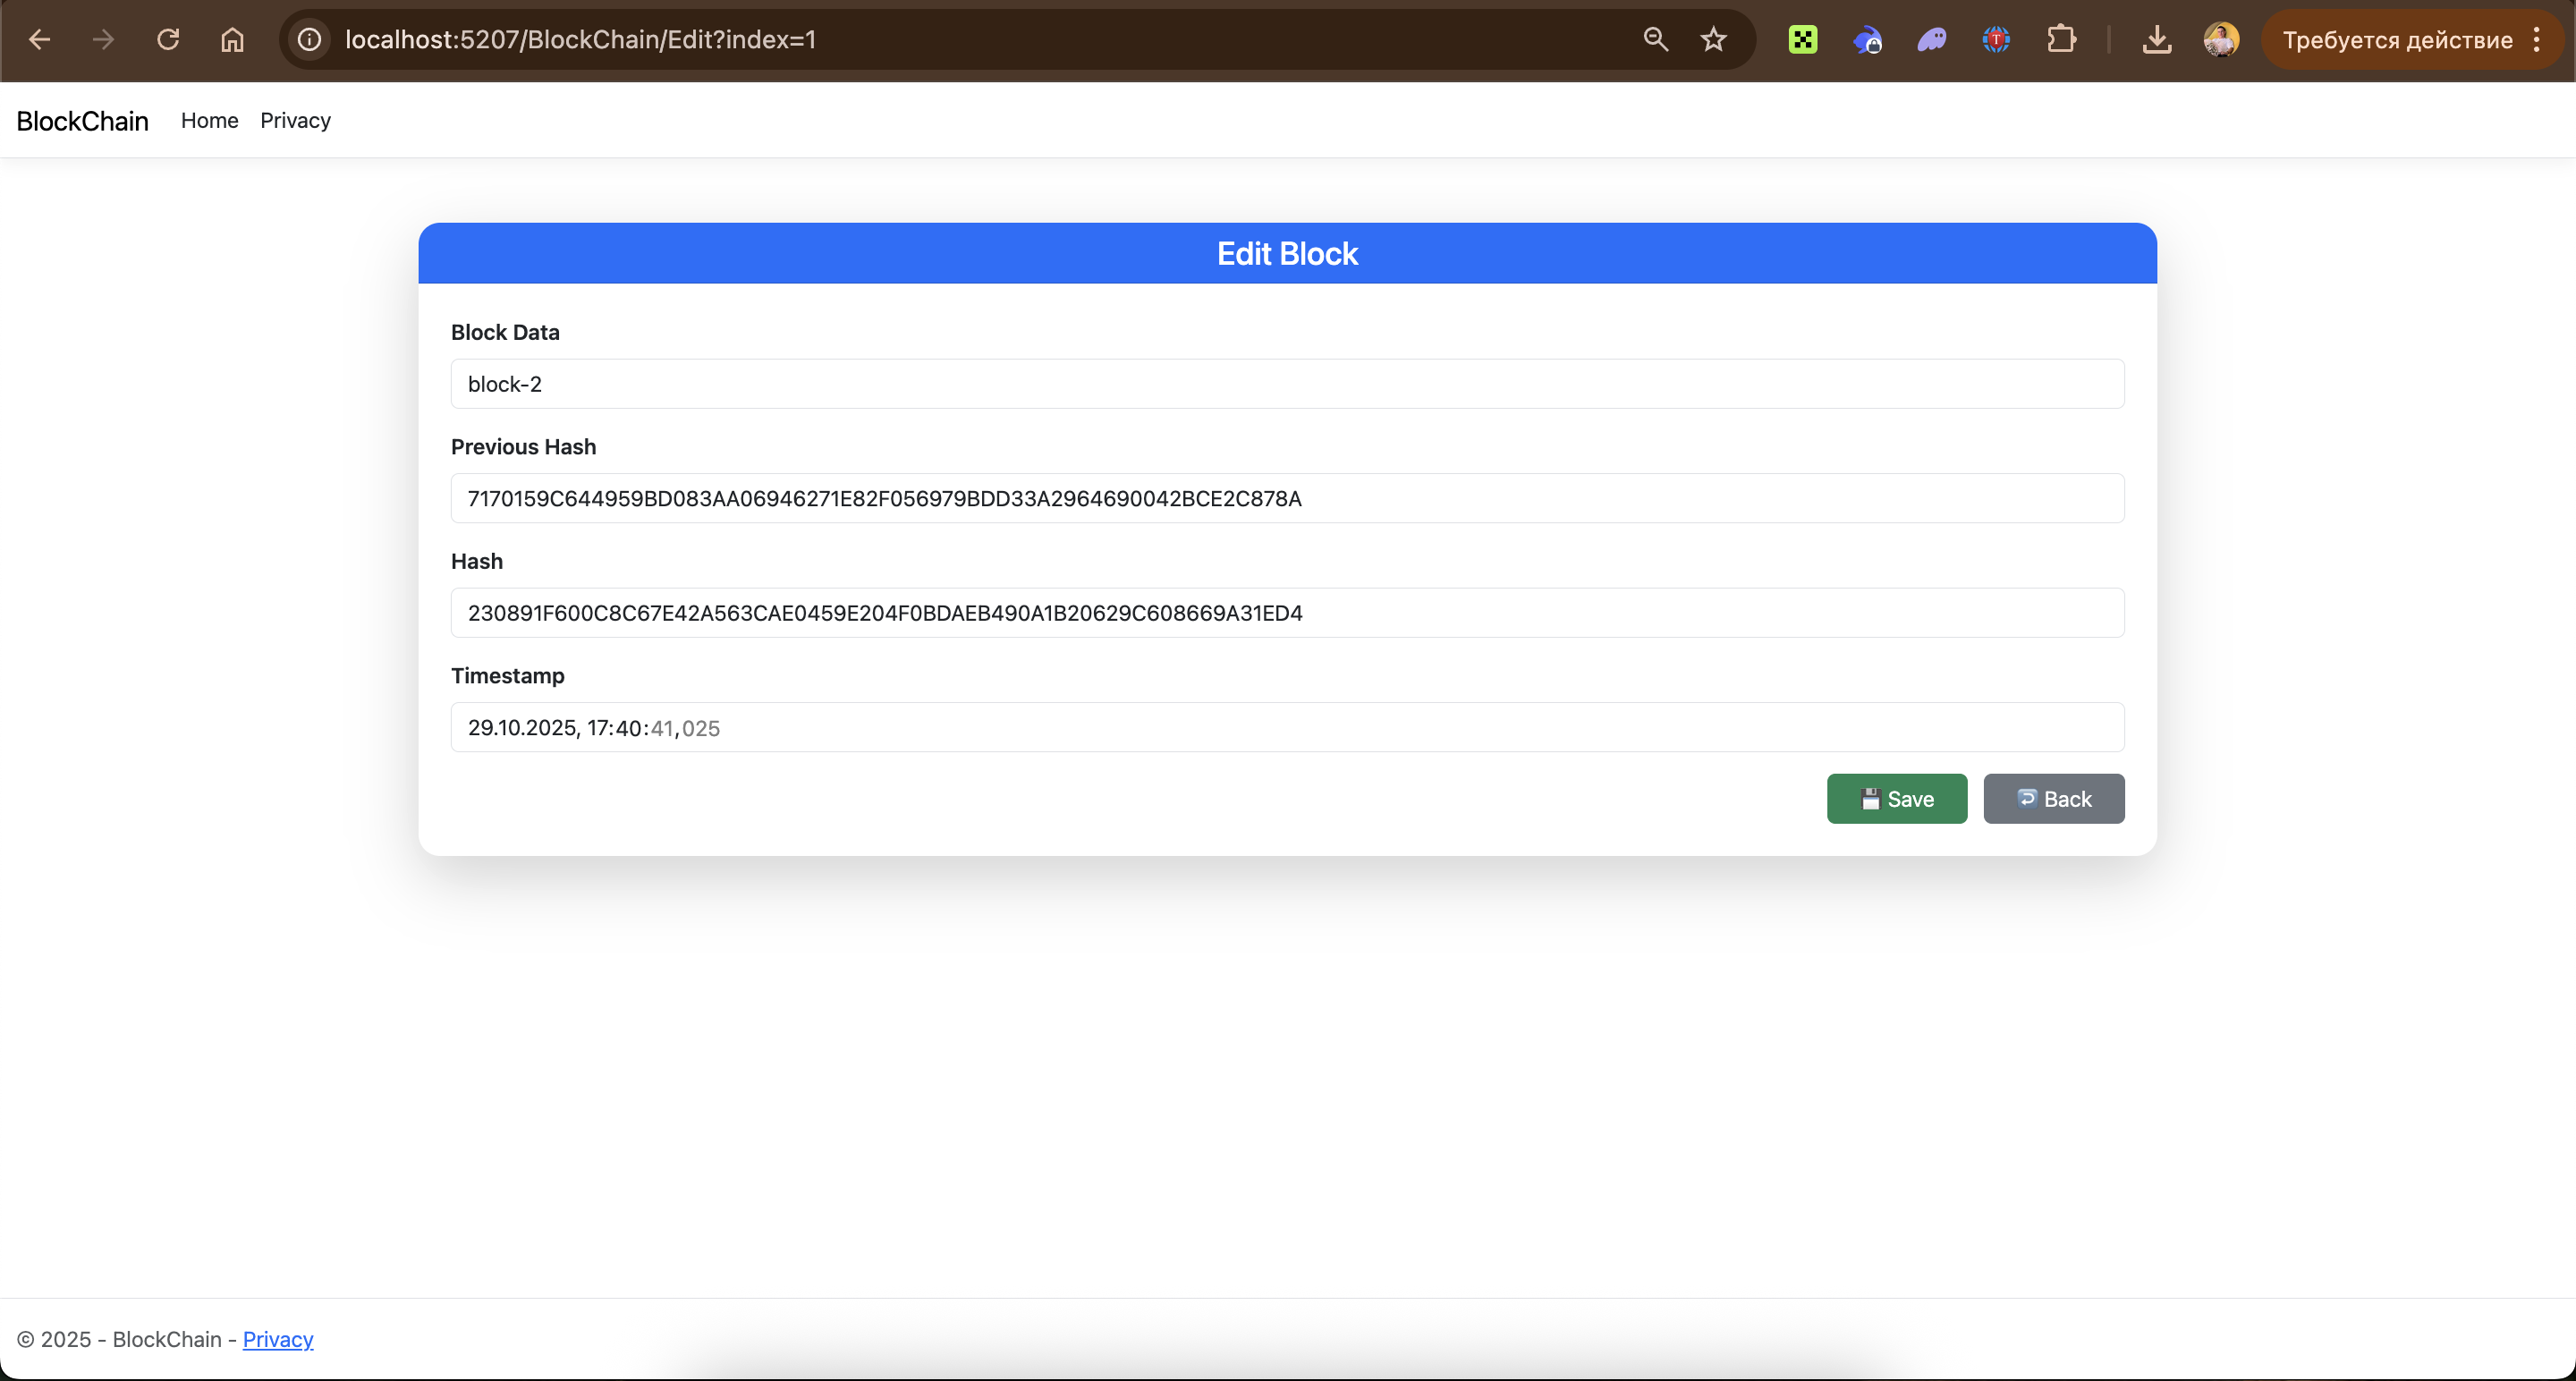 localhost:5207/BlockChain/Edit?index=1
Требуется действие
BlockChain Home Privacy
Edit Block
Block Data
block-2
Previous Hash
7170159C644959BD083AA06946271E82F056979BDD33A2964690042BCE2C878A
Hash
230891F600C8C67E42A563CAE0459E204F0BDAEB490A1B20629C608669A31ED4
Timestamp
29.10.2025, 17:40:41,025
Save
Back
© 2025 - BlockChain - Privacy